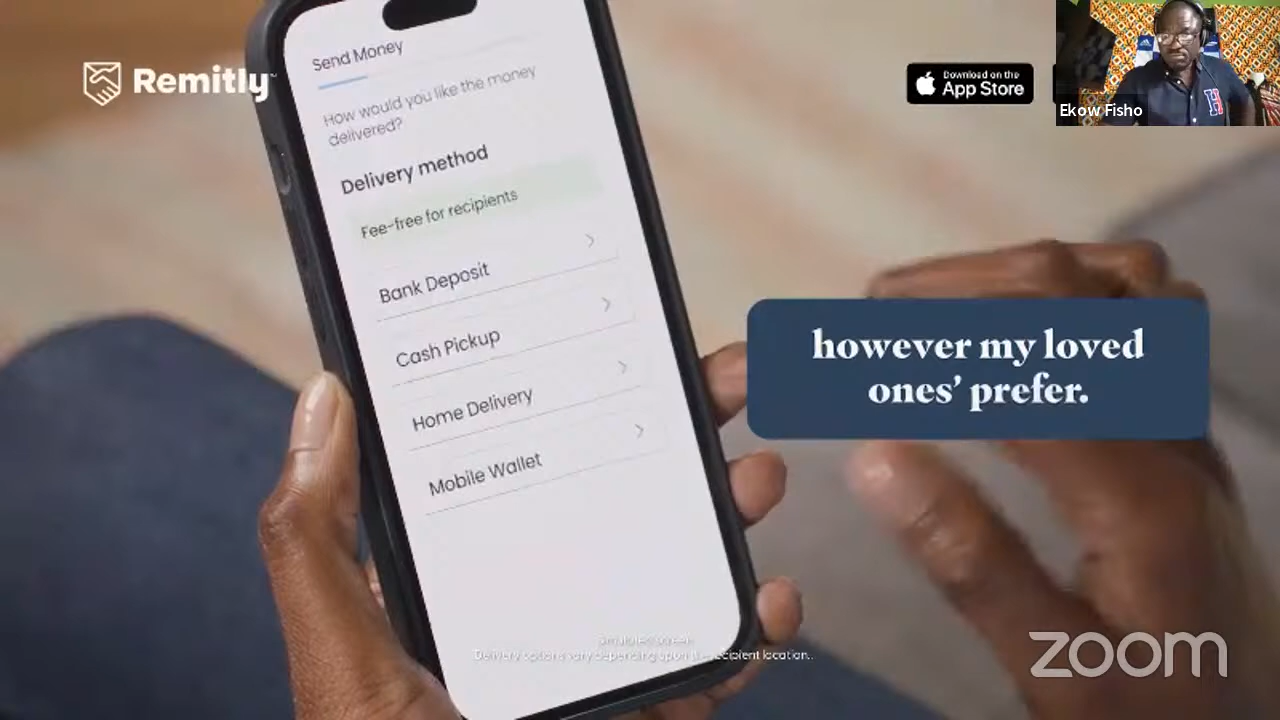 Remitly
Send Money
How would you like the money
delivered?
Delivery method
Fee-free for recipients
Bank Deposit
Cash Pickup
Home Delivery
Mobile Wallet
Download on the
App Store
Ekow Fisho
however my loved
ones' prefer.
Delivery options vary depending upon the recipient location.
zoom